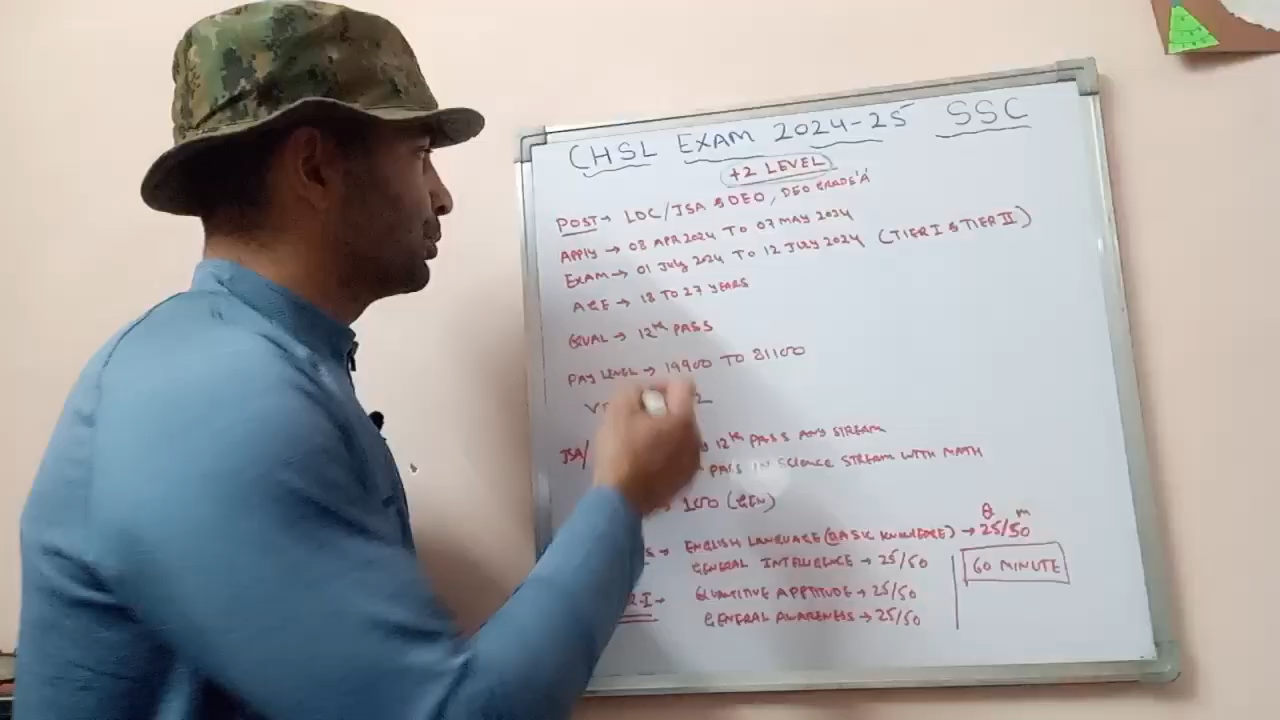 CHSL EXAM 2024-25 SSC
+2 LEVEL
POST → LDC/JSA & DEO, DEO GRADE 'A'
APPLY → 08 APR 2024 TO 07 MAY 2024
EXAM → 01 July 2024 TO 12 JULY 2024 (TIER I & TIER II)
AGE → 18 TO 27 YEARS
QUAL → 12th PASS
PAY LEVEL → 19900 TO 81100
JSA/ 12th PASS ANY STREAM
PASS IN Science STREAM WITH MATH
100 (GEN)
Q m
ENGLISH LANGUAGE (BASIC KNOWLEDGE) → 25/50
GENERAL INTELLIGENCE → 25/50
60 MINUTE
QUANTITIVE APPTITUDE → 25/50
GENERAL AWARENESS → 25/50